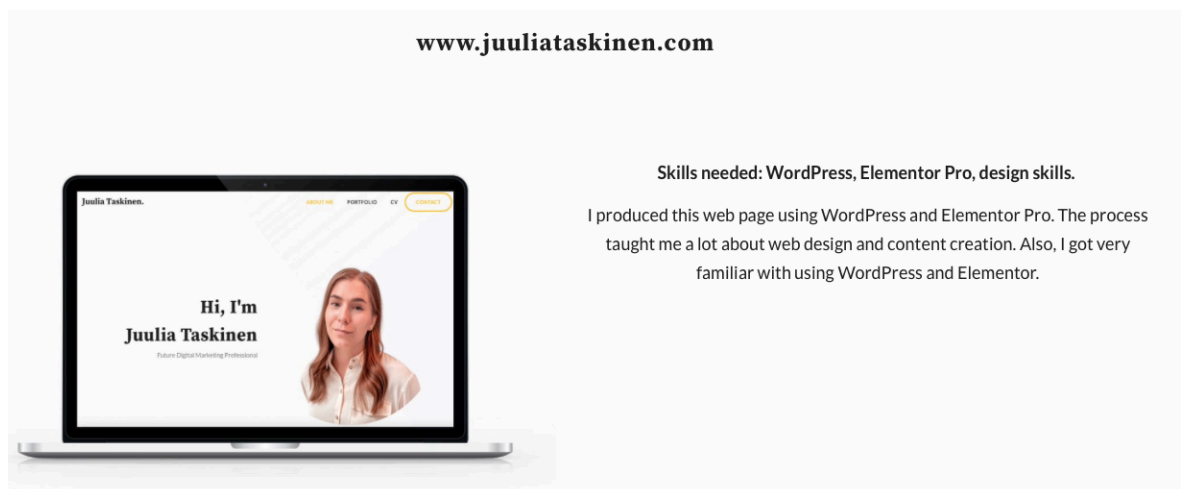 www.juuliataskinen.com
Juulia Taskinen.
ABOUT ME PORTFOLIO CV CONTACT
Hi, I'm
Juulia Taskinen
Future Digital Marketing Professional
Skills needed: WordPress, Elementor Pro, design skills.
I produced this web page using WordPress and Elementor Pro. The process
taught me a lot about web design and content creation. Also, I got very
familiar with using WordPress and Elementor.